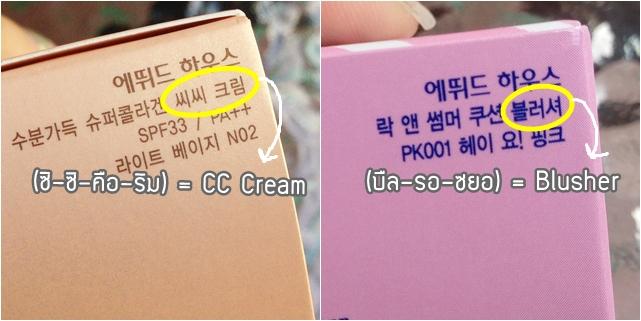 에뛰드 하우스
수분가득 슈퍼콜라겐 씨씨 크림
SPF33 / PA++
라이트 베이지 N02
(ซิ-ซิ-คือ-ริม) = CC Cream
에뛰드 하우스
락 앤 썸머 쿠션 블러셔
PK001 헤이 요! 핑크
(บึล-รอ-ซยอ) = Blusher